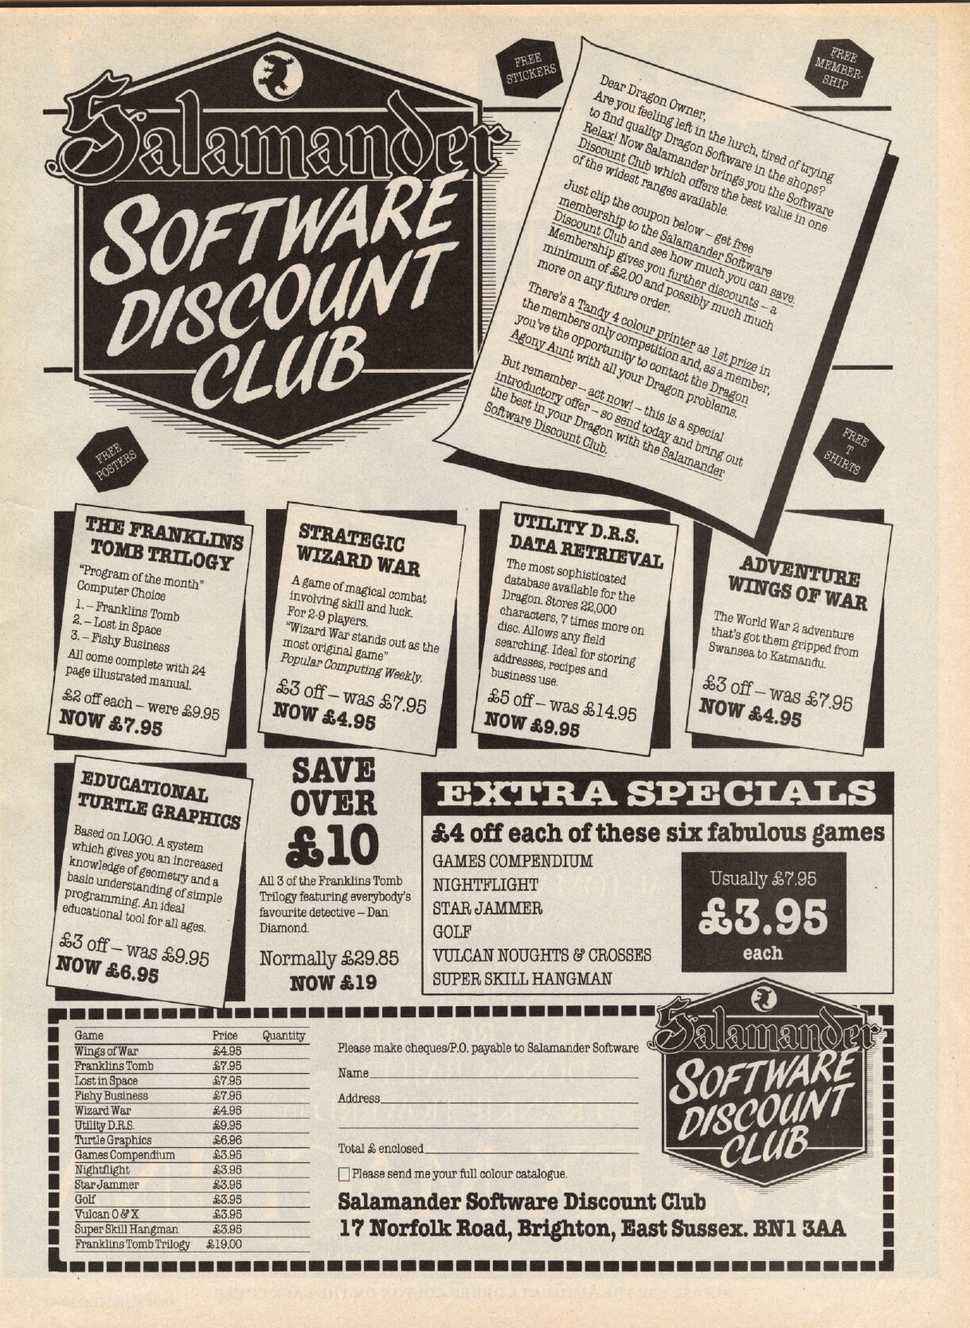 Salamander
SOFTWARE
DISCOUNT
CLUB
FREE
STICKERS
FREE
MEMBER-
SHIP
Dear Dragon Owner,
Are you feeling left in the lurch, tired of trying
to find quality Dragon Software in the shops?
Relax! Now Salamander brings you the Software
Discount Club which offers the best value in one
of the widest ranges available.
Just clip the coupon below – get free
membership to the Salamander Software
Discount Club and see how much you can save.
Membership gives you further discounts – a
minimum of £2.00 and possibly much much
more on any future order.
There's a Tandy 4 colour printer as 1st prize in
the members only competition and, as a member,
you've the opportunity to contact the Dragon
Agony Aunt with all your Dragon problems.
But remember – act now! – this is a special
introductory offer – so send today and bring out
the best in your Dragon with the Salamander
Software Discount Club.
FREE
POSTERS
FREE
T
SHIRTS
THE FRANKLINS
TOMB TRILOGY
"Program of the month"
Computer Choice
1. – Franklins Tomb
2. – Lost in Space
3. – Fishy Business
All come complete with 24
page illustrated manual.
£2 off each – were £9.95
NOW £7.95
STRATEGIC
WIZARD WAR
A game of magical combat
involving skill and luck.
For 2-9 players.
"Wizard War stands out as the
most original game"
Popular Computing Weekly.
£3 off – was £7.95
NOW £4.95
UTILITY D.R.S.
DATA RETRIEVAL
The most sophisticated
database available for the
Dragon. Stores 22,000
characters, 7 times more on
disc. Allows any field
searching. Ideal for storing
addresses, recipes and
business use.
£5 off – was £14.95
NOW £9.95
ADVENTURE
WINGS OF WAR
The World War 2 adventure
that's got them gripped from
Swansea to Katmandu.
£3 off – was £7.95
NOW £4.95
EDUCATIONAL
TURTLE GRAPHICS
Based on LOGO. A system
which gives you an increased
knowledge of geometry and a
basic understanding of simple
programming. An ideal
educational tool for all ages.
£3 off – was £9.95
NOW £6.95
SAVE
OVER
£10
All 3 of the Franklins Tomb
Trilogy featuring everybody's
favourite detective – Dan
Diamond.
Normally £29.85
NOW £19
EXTRA SPECIALS
£4 off each of these six fabulous games
GAMES COMPENDIUM
NIGHTFLIGHT
STAR JAMMER
GOLF
VULCAN NOUGHTS & CROSSES
SUPER SKILL HANGMAN
Usually £7.95
£3.95
each
Game Price Quantity
Wings of War £4.95
Franklins Tomb £7.95
Lost in Space £7.95
Fishy Business £7.95
Wizard War £4.95
Utility D.R.S. £9.95
Turtle Graphics £6.95
Games Compendium £3.95
Nightflight £3.95
Star Jammer £3.95
Golf £3.95
Vulcan O & X £3.95
Super Skill Hangman £3.95
Franklins Tomb Trilogy £19.00
Please make cheques/P.O. payable to Salamander Software
Name
Address
Total £ enclosed
Please send me your full colour catalogue.
Salamander Software Discount Club
17 Norfolk Road, Brighton, East Sussex. BN1 3AA
Salamander
SOFTWARE
DISCOUNT
CLUB